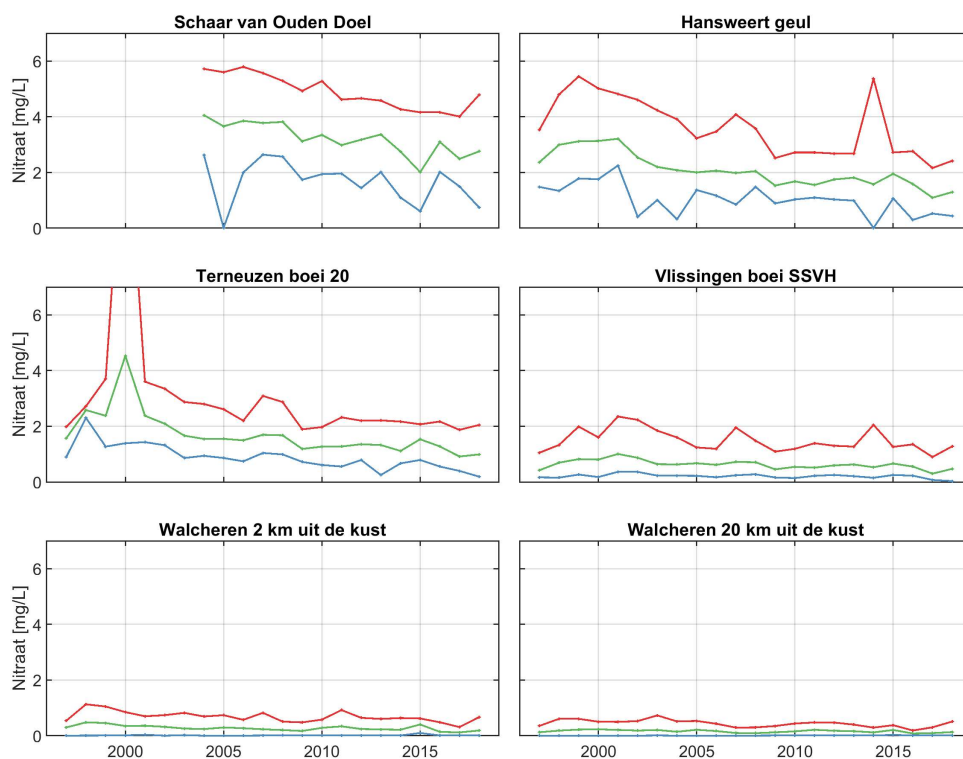 Schaar van Ouden Doel
Hansweert geul
6
4
2
0
Nitraat [mg/L]
Terneuzen boei 20
Vlissingen boei SSVH
6
4
2
0
Nitraat [mg/L]
Walcheren 2 km uit de kust
Walcheren 20 km uit de kust
6
4
2
0
Nitraat [mg/L]
2000 2005 2010 2015
2000 2005 2010 2015